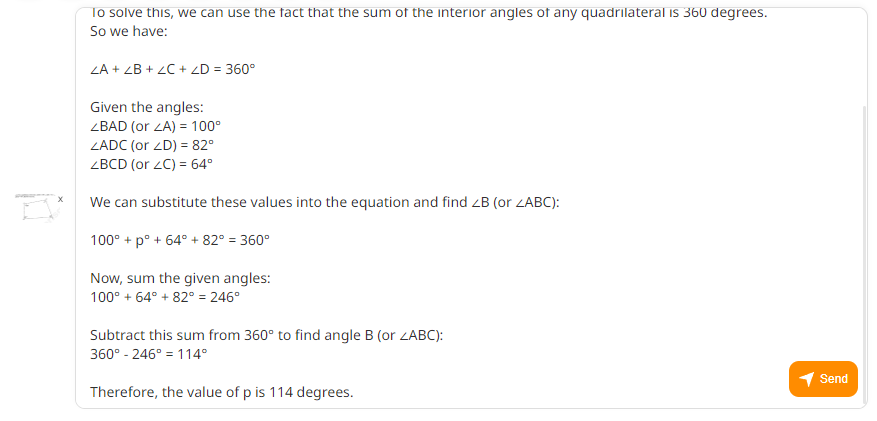 To solve this, we can use the fact that the sum of the interior angles of any quadrilateral is 360 degrees.
So we have:
∠A + ∠B + ∠C + ∠D = 360°
Given the angles:
∠BAD (or ∠A) = 100°
∠ADC (or ∠D) = 82°
∠BCD (or ∠C) = 64°
X
We can substitute these values into the equation and find ∠B (or ∠ABC):
100° + p° + 64° + 82° = 360°
Now, sum the given angles:
100° + 64° + 82° = 246°
Subtract this sum from 360° to find angle B (or ∠ABC):
360° - 246° = 114°
Send
Therefore, the value of p is 114 degrees.